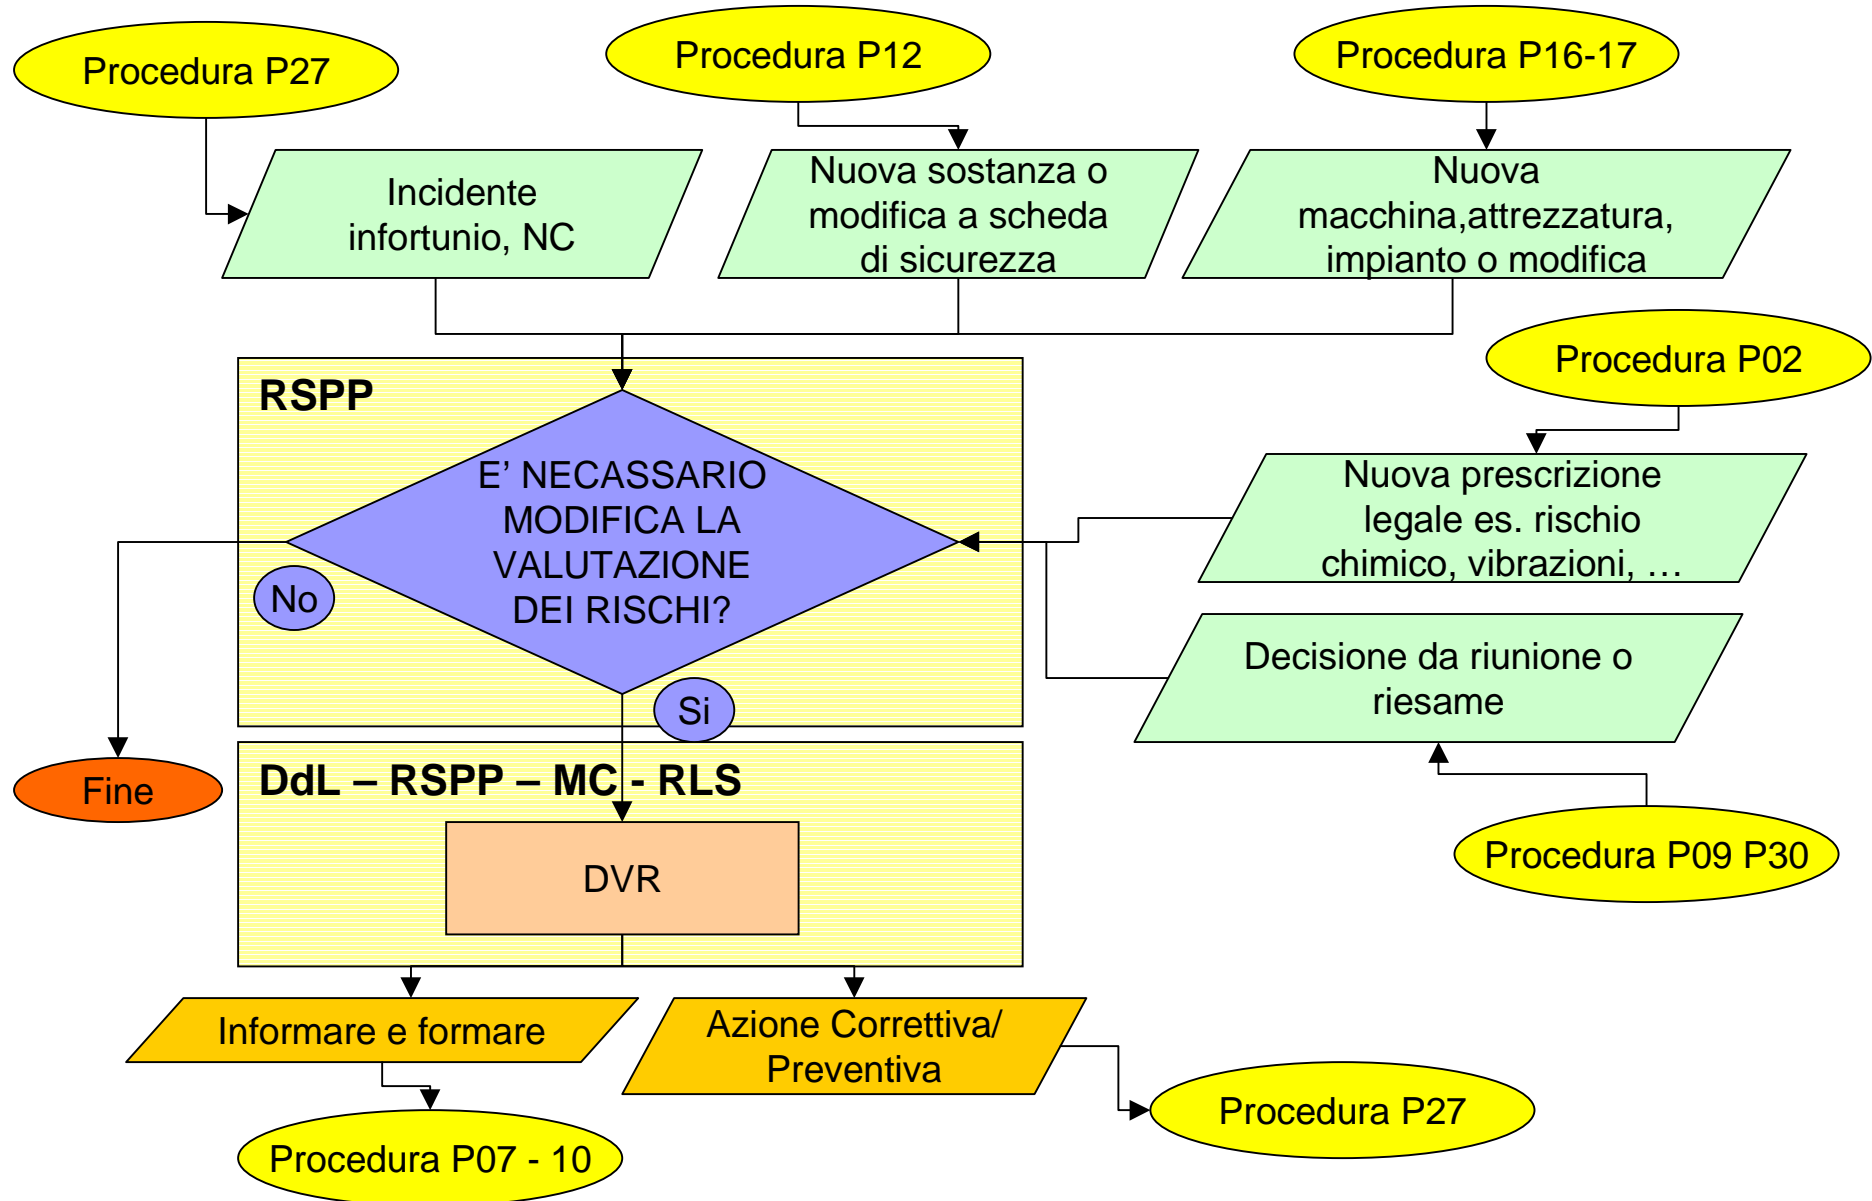 Procedura P27
Procedura P12
Procedura P16-17
Incidente
infortunio, NC
Nuova sostanza o
modifica a scheda
di sicurezza
Nuova
macchina,attrezzatura,
impianto o modifica
Procedura P02
RSPP
E’ NECASSARIO
MODIFICA LA
VALUTAZIONE
DEI RISCHI?
Nuova prescrizione
legale es. rischio
chimico, vibrazioni, …
No
Decisione da riunione o
riesame
Si
Fine
DdL – RSPP – MC - RLS
DVR
Procedura P09 P30
Informare e formare
Azione Correttiva/
Preventiva
Procedura P27
Procedura P07 - 10